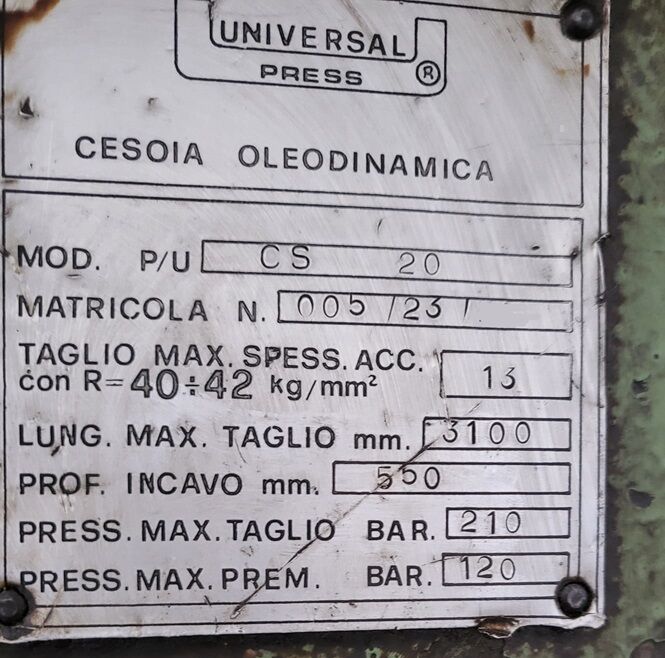 UNIVERSAL
PRESS ®
CESOIA OLEODINAMICA
MOD. P/U CS 20
MATRICOLA N. 005/23/
TAGLIO MAX. SPESS. ACC.
con R=40÷42 kg/mm² 13
LUNG. MAX. TAGLIO mm. 3100
PROF. INCAVO mm. 550
PRESS. MAX. TAGLIO BAR. 210
PRESS. MAX. PREM. BAR. 120